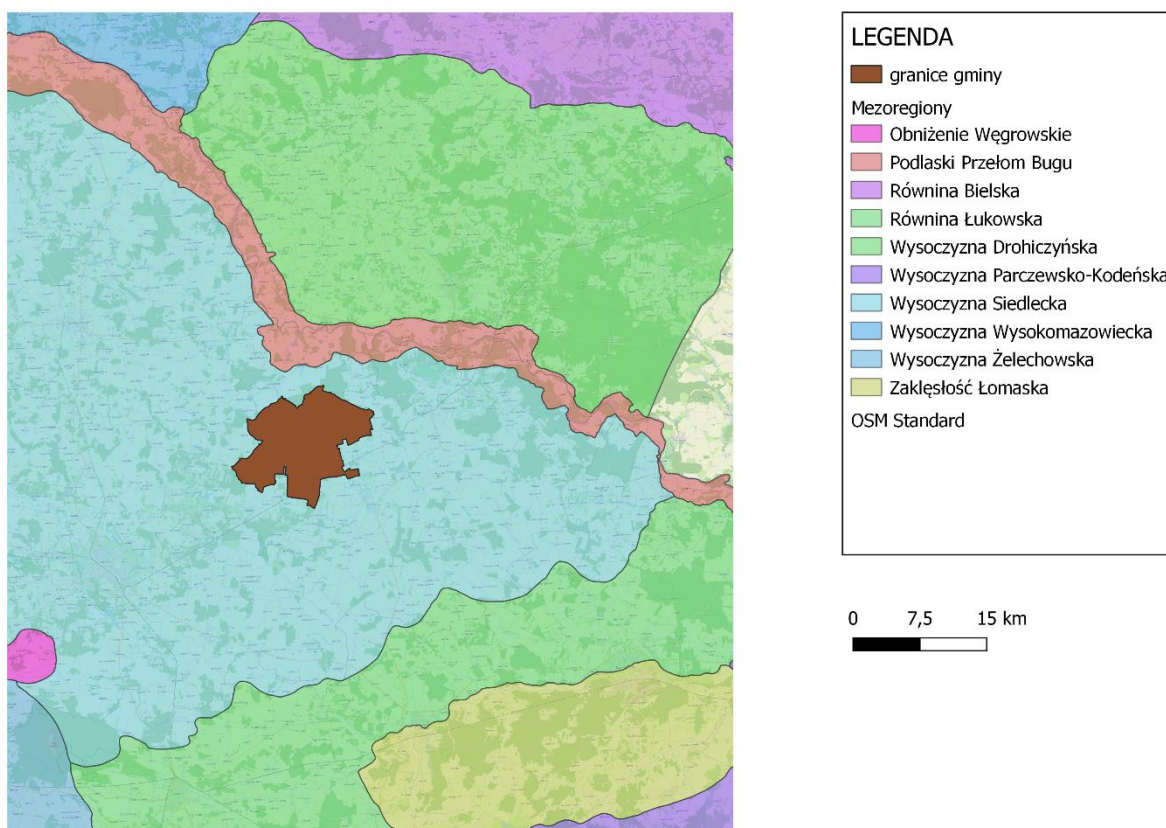 LEGENDA
granice gminy
Mezoregiony
Obniżenie Węgrowskie
Podlaski Przełom Bugu
Równina Bielska
Równina Łukowska
Wysoczyzna Drohiczyńska
Wysoczyzna Parczewsko-Kodeńska
Wysoczyzna Siedlecka
Wysoczyzna Wysokomazowiecka
Wysoczyzna Żelechowska
Zaklęsłość Łomaska
OSM Standard
0 7,5 15 km